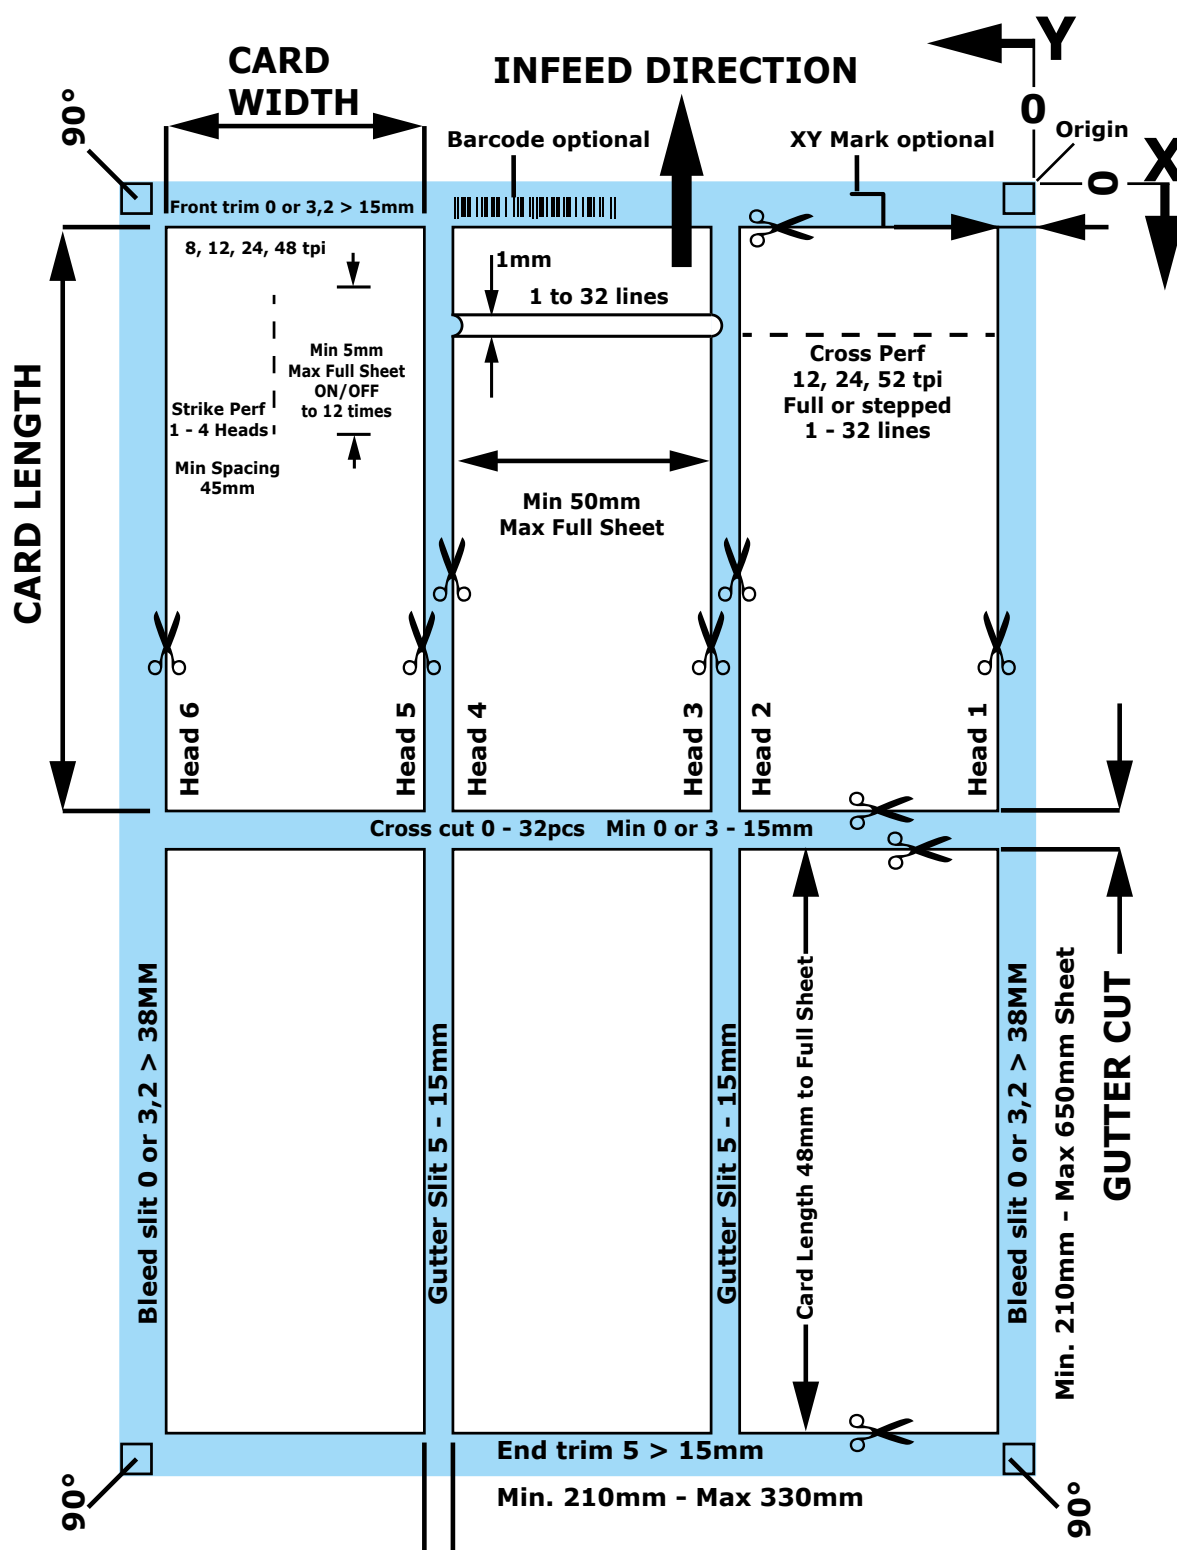 CARD
WIDTH
INFEED DIRECTION
Y
0
Origin
X
0
90°
Barcode optional
XY Mark optional
Front trim 0 or 3,2 > 15mm
8, 12, 24, 48 tpi
1mm
1 to 32 lines
Min 5mm
Max Full Sheet
ON/OFF
to 12 times
Strike Perf
1 - 4 Heads
Min Spacing
45mm
Cross Perf
12, 24, 52 tpi
Full or stepped
1 - 32 lines
Min 50mm
Max Full Sheet
CARD LENGTH
Head 6
Head 5
Head 4
Head 3
Head 2
Head 1
Cross cut 0 - 32pcs Min 0 or 3 - 15mm
Bleed slit 0 or 3,2 > 38MM
Gutter Slit 5 - 15mm
Gutter Slit 5 - 15mm
Card Length 48mm to Full Sheet
Bleed slit 0 or 3,2 > 38MM
Min. 210mm - Max 650mm Sheet
GUTTER CUT
End trim 5 > 15mm
Min. 210mm - Max 330mm
90°
90°